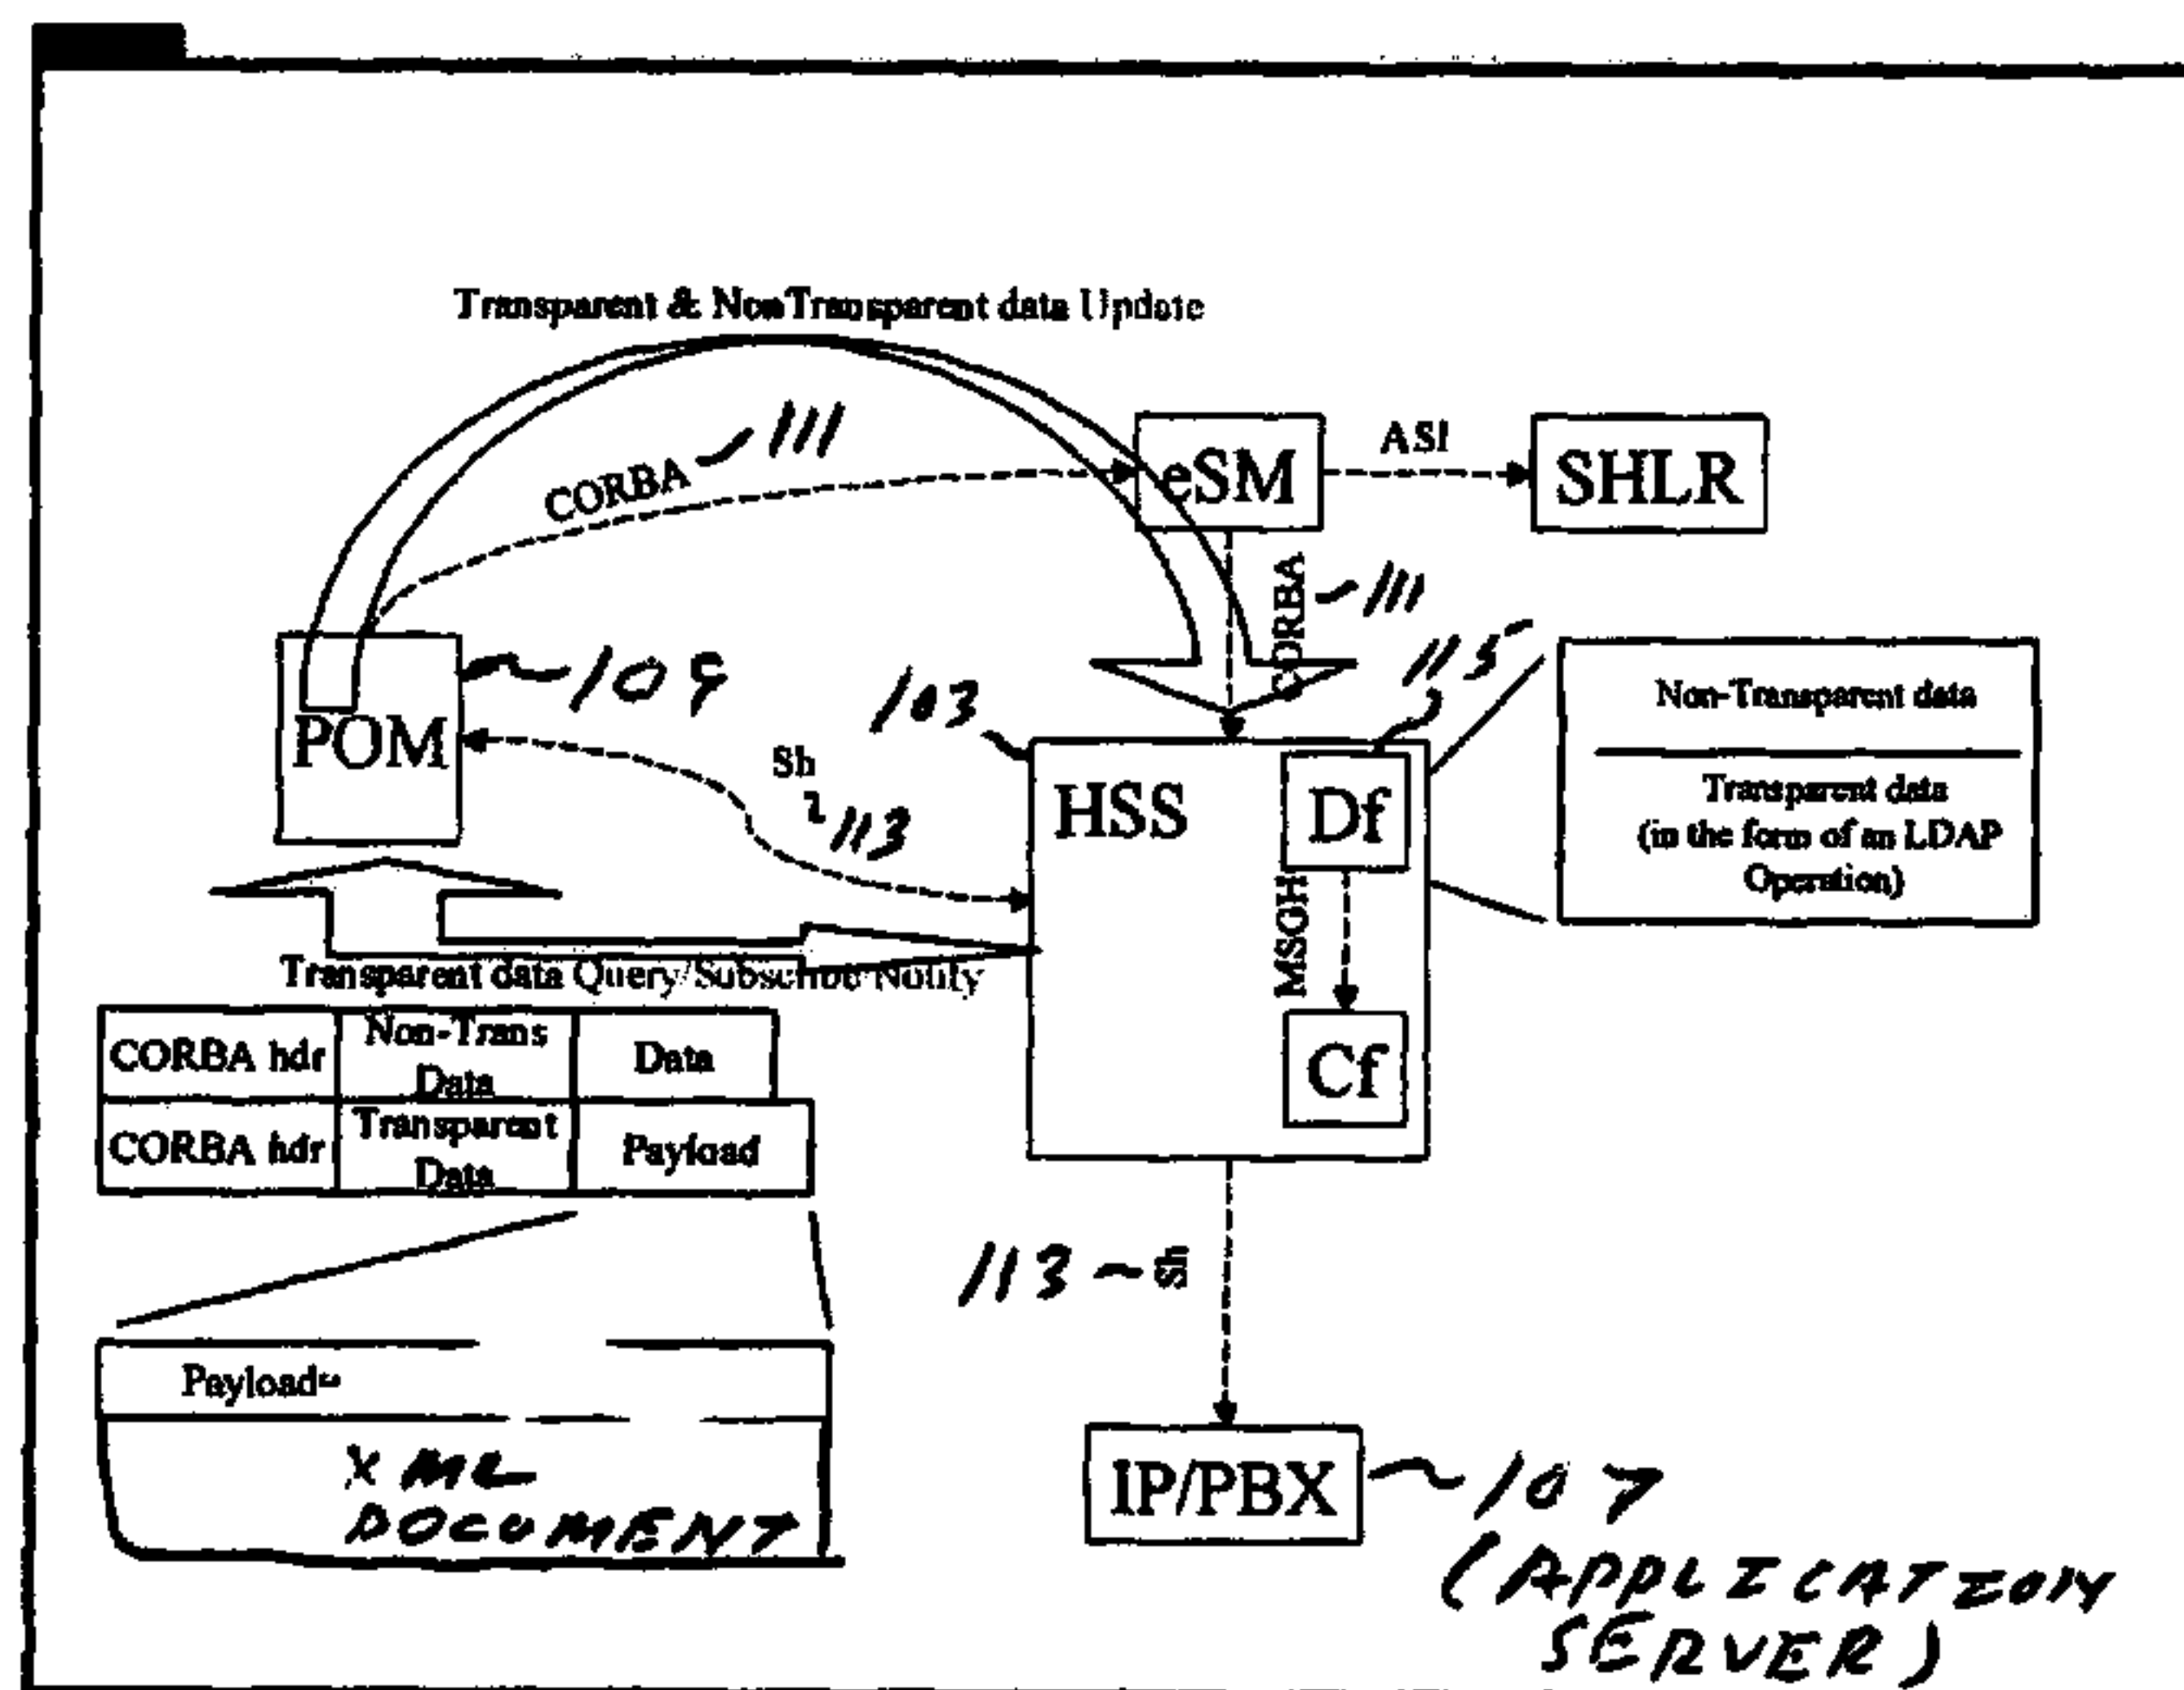 Transparent & NonTransparent data Update
CORBA
111
eSM
ASI
SHLR
CORBA
111
115
109
POM
103
Sh
113
HSS
Df
MSGH
Cf
Non-Transparent data
Transparent data
(in the form of an LDAP
Operation)
Transparent data Query/Subscribe/Notify
CORBA hdr
Non-Trans
Data
Data
CORBA hdr
Transparent
Data
Payload
113
Sh
Payload=
XML
DOCUMENT
IP/PBX
107
(APPLICATION
SERVER)